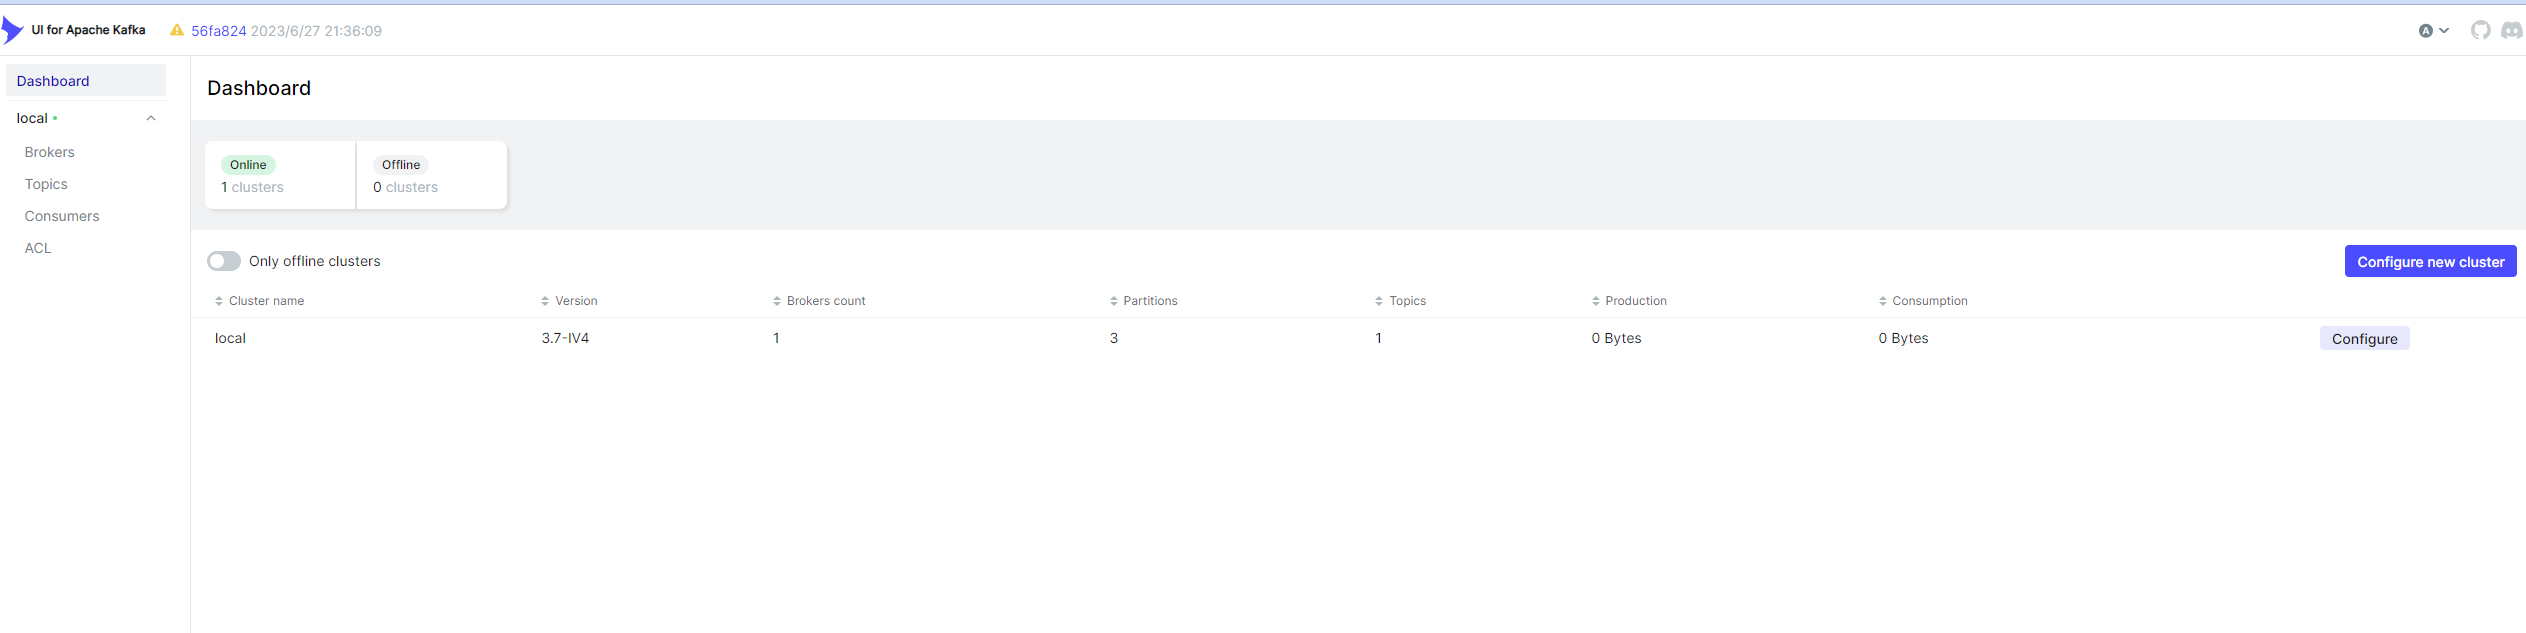 UI for Apache Kafka 56fa824 2023/6/27 21:36:09 A
Dashboard
local
Brokers
Topics
Consumers
ACL
Dashboard
Online Offline
1 clusters 0 clusters
Only offline clusters Configure new cluster
Cluster name Version Brokers count Partitions Topics Production Consumption
local 3.7-IV4 1 3 1 0 Bytes 0 Bytes Configure